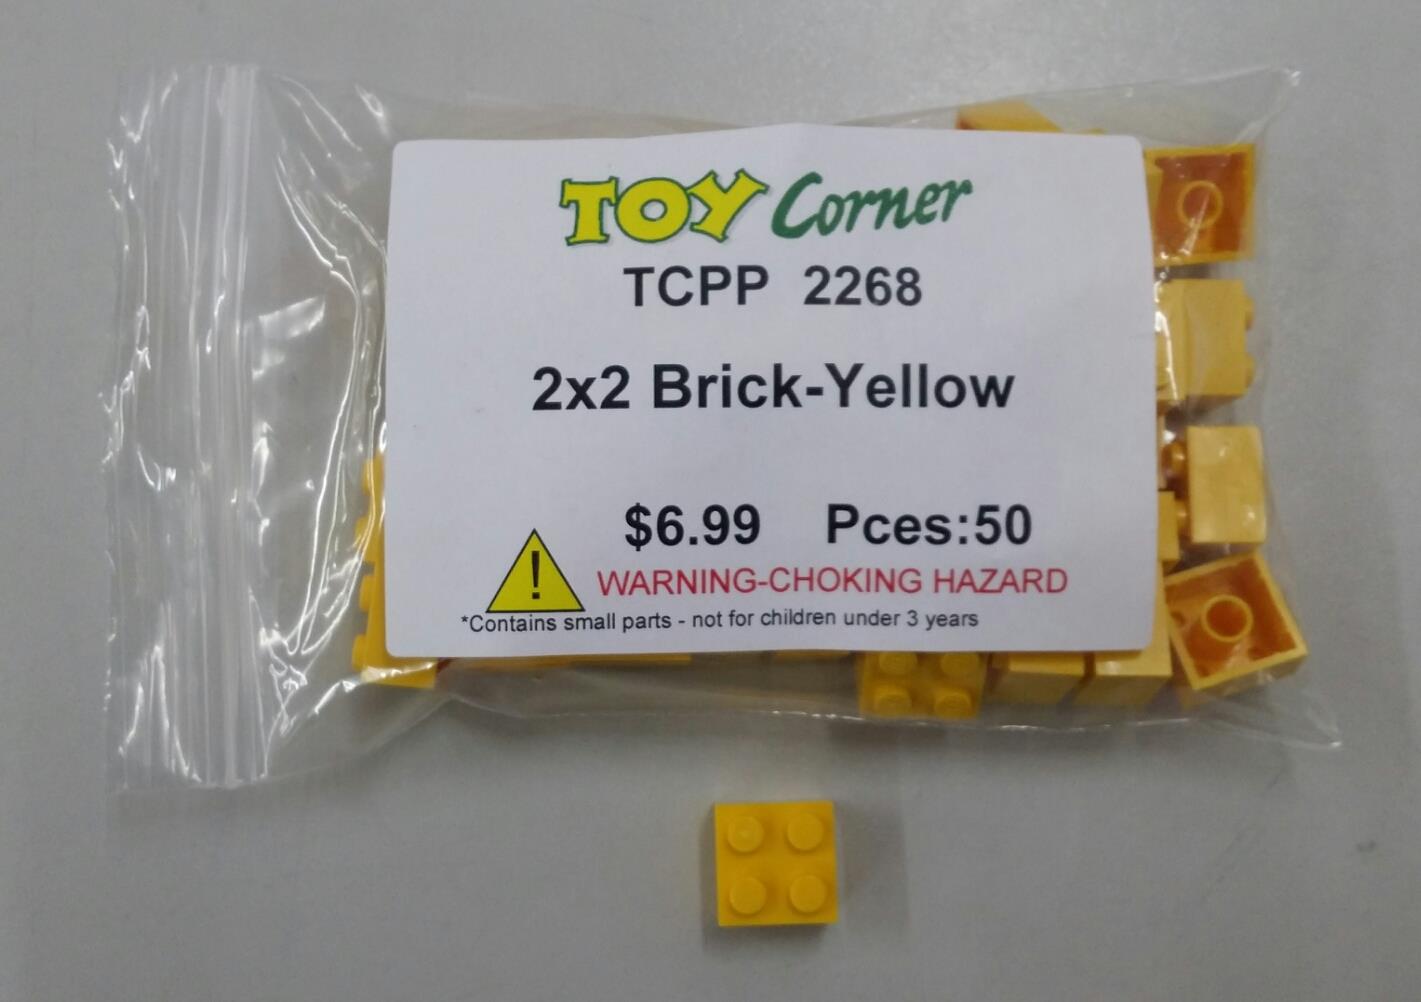 TOY Corner
TCPP 2268
2x2 Brick-Yellow
$6.99 Pces:50
! WARNING-CHOKING HAZARD
*Contains small parts - not for children under 3 years